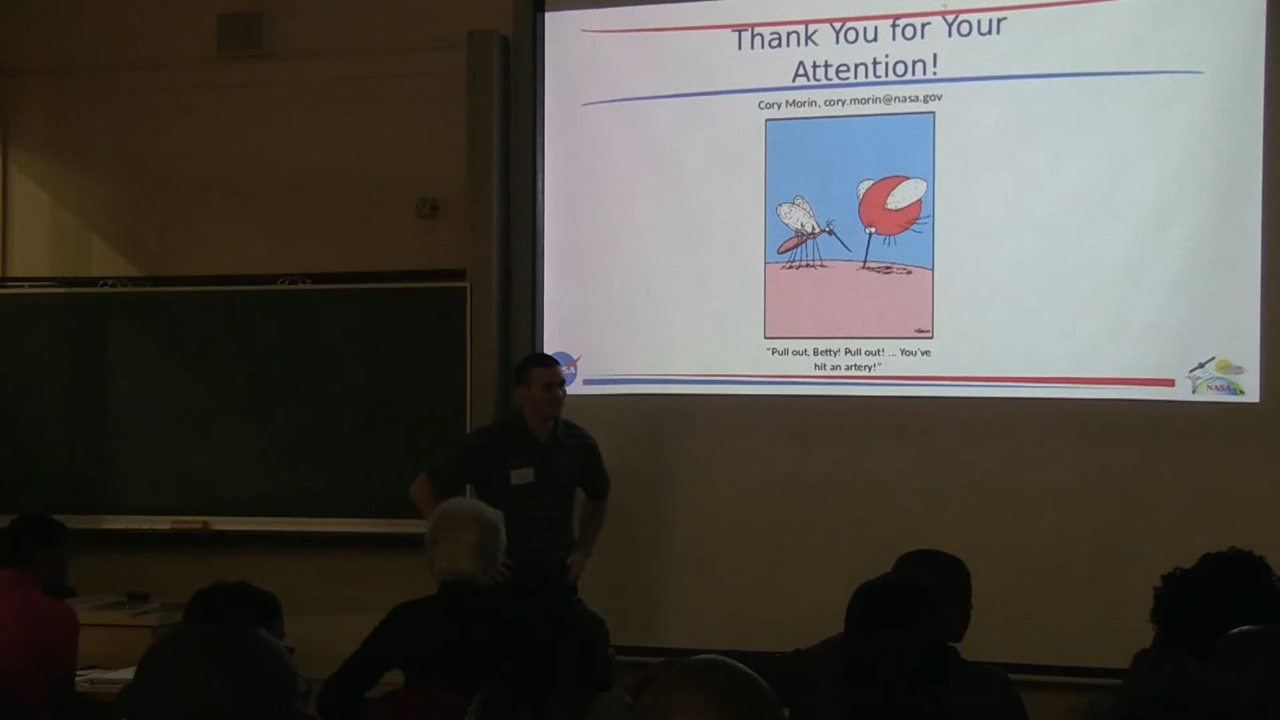 Thank You for Your
Attention!
Cory Morin, cory.morin@nasa.gov
"Pull out, Betty! Pull out! ... You've
hit an artery!"
NASA